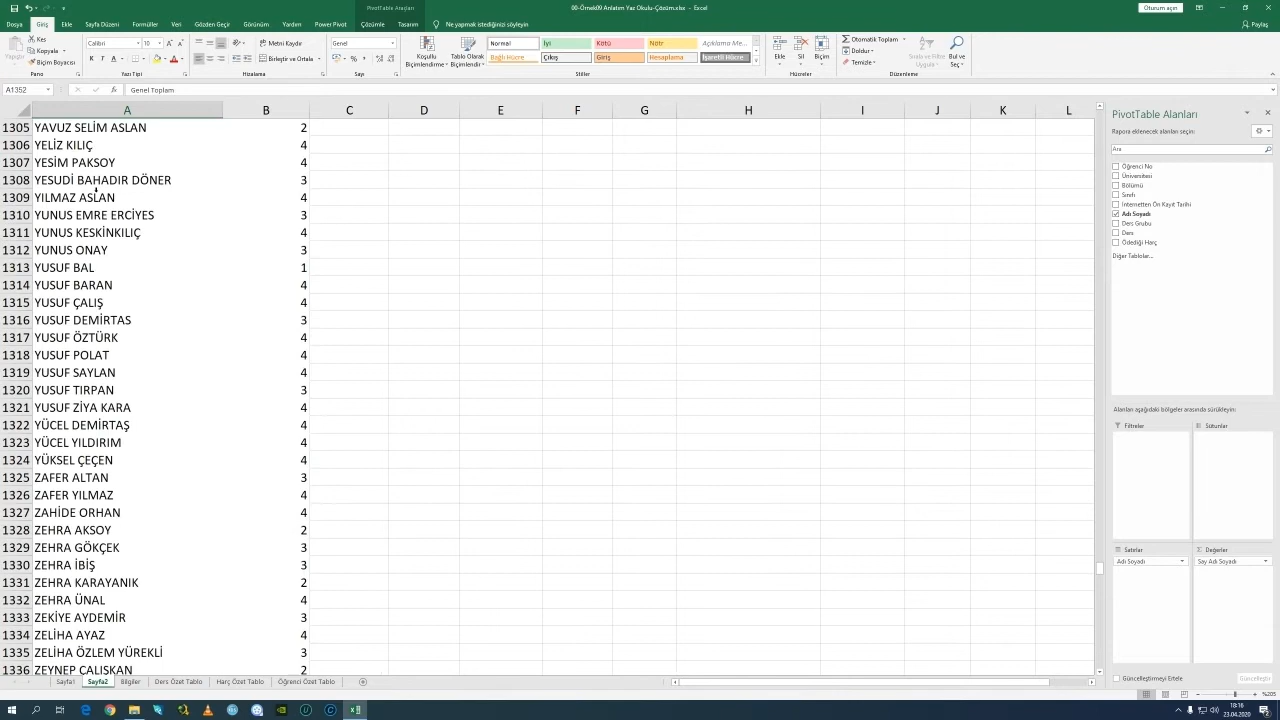 00-Örnek09 Anlatım Yaz Okulu-Çözüm.xlsx - Excel
PivotTable Araçları
Oturum açın
Dosya Giriş Ekle Sayfa Düzeni Formüller Veri Gözden Geçir Görünüm Yardım Power Pivot Çözümle Tasarım Ne yapmak istediğinizi söyleyin Paylaş
Kes
Kopyala
Biçim Boyacısı
Pano
Calibri 10
Yazı Tipi
Metni Kaydır
Birleştir ve Ortala
Hizalama
Genel
Sayı
Koşullu Biçimlendirme
Tablo Olarak Biçimlendir
Normal İyi Kötü Nötr Açıklama Me...
Bağlı Hücre Çıkış Giriş Hesaplama İşaretli Hücre
Stiller
Ekle Sil Biçim
Hücreler
Otomatik Toplam
Doldur
Temizle
Sırala ve Filtre Uygula
Bul ve Seç
Düzenleme
A1352 Genel Toplam
A B C D E F G H I J K L
1305 YAVUZ SELİM ASLAN 2
1306 YELİZ KILIÇ 4
1307 YESİM PAKSOY 4
1308 YESUDİ BAHADIR DÖNER 3
1309 YILMAZ ASLAN 4
1310 YUNUS EMRE ERCİYES 3
1311 YUNUS KESKİNKILIÇ 4
1312 YUNUS ONAY 3
1313 YUSUF BAL 1
1314 YUSUF BARAN 4
1315 YUSUF ÇALIŞ 4
1316 YUSUF DEMİRTAS 3
1317 YUSUF ÖZTÜRK 4
1318 YUSUF POLAT 4
1319 YUSUF SAYLAN 4
1320 YUSUF TIRPAN 3
1321 YUSUF ZİYA KARA 4
1322 YÜCEL DEMİRTAŞ 4
1323 YÜCEL YILDIRIM 4
1324 YÜKSEL ÇEÇEN 4
1325 ZAFER ALTAN 3
1326 ZAFER YILMAZ 4
1327 ZAHİDE ORHAN 4
1328 ZEHRA AKSOY 2
1329 ZEHRA GÖKÇEK 3
1330 ZEHRA İBİŞ 3
1331 ZEHRA KARAYANIK 2
1332 ZEHRA ÜNAL 4
1333 ZEKİYE AYDEMİR 3
1334 ZELİHA AYAZ 4
1335 ZELİHA ÖZLEM YÜREKLİ 3
1336 ZEYNEP ÇALISKAN 2
PivotTable Alanları
Rapora eklenecek alanları seçin:
Ara
Öğrenci No
Üniversitesi
Bölümü
Sınıfı
Internetten Ön Kayıt Tarihi
Adı Soyadı
Ders Grubu
Ders
Ödediği Harç
Diğer Tablolar...
Alanları aşağıdaki bölgeler arasında sürükleyin:
Filtreler Sütunlar
Satırlar Değerler
Adı Soyadı Say Adı Soyadı
Güncelleştirmeyi Ertele Güncelleştir
Sayfa1 Sayfa2 Bilgiler Ders Özet Tablo Harç Özet Tablo Öğrenci Özet Tablo
%205
18:16
23.04.2020